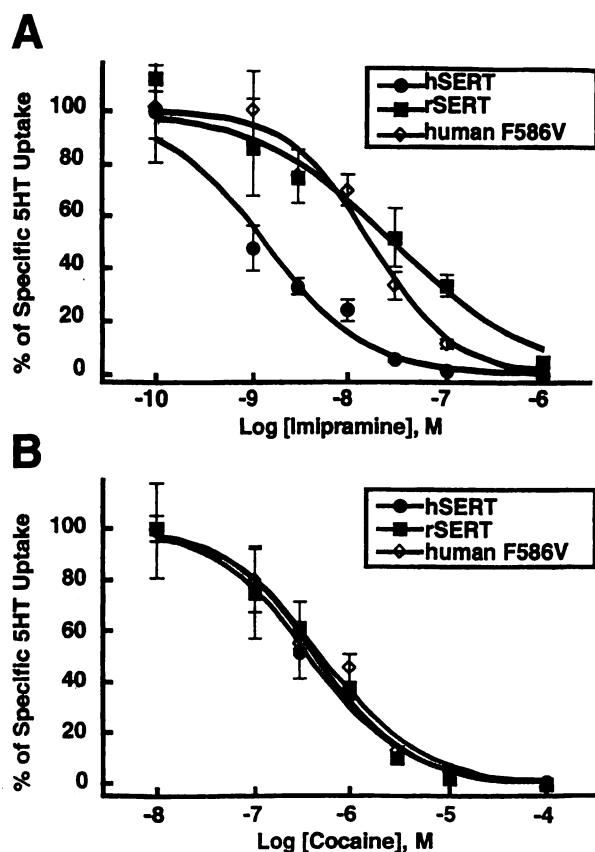 A
% of Specific 5HT Uptake
100
80
60
40
20
0
hSERT
rSERT
human F586V
-10
-9
-8
-7
-6
Log [Imipramine], M
B
% of Specific 5HT Uptake
100
80
60
40
20
0
hSERT
rSERT
human F586V
-8
-7
-6
-5
-4
Log [Cocaine], M